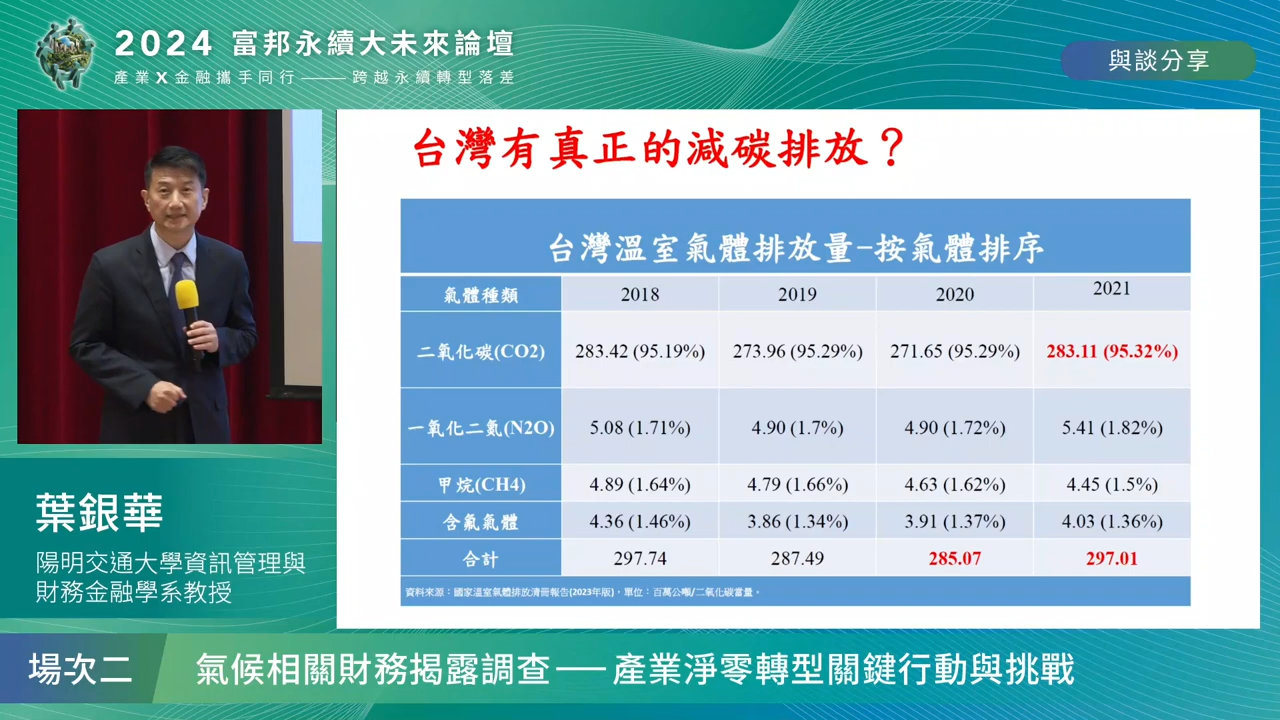 2024 富邦永續大未來論壇
產業X金融攜手同行——跨越永續轉型落差
與談分享
台灣有真正的減碳排放？
台灣溫室氣體排放量-按氣體排序
氣體種類 2018 2019 2020 2021
二氧化碳(CO2) 283.42 (95.19%) 273.96 (95.29%) 271.65 (95.29%) 283.11 (95.32%)
一氧化二氮(N2O) 5.08 (1.71%) 4.90 (1.7%) 4.90 (1.72%) 5.41 (1.82%)
甲烷(CH4) 4.89 (1.64%) 4.79 (1.66%) 4.63 (1.62%) 4.45 (1.5%)
含氟氣體 4.36 (1.46%) 3.86 (1.34%) 3.91 (1.37%) 4.03 (1.36%)
合計 297.74 287.49 285.07 297.01
資料來源：國家溫室氣體排放清冊報告(2023年版)。單位：百萬公噸/二氧化碳當量。
葉銀華
陽明交通大學資訊管理與
財務金融學系教授
場次二
氣候相關財務揭露調查——產業淨零轉型關鍵行動與挑戰